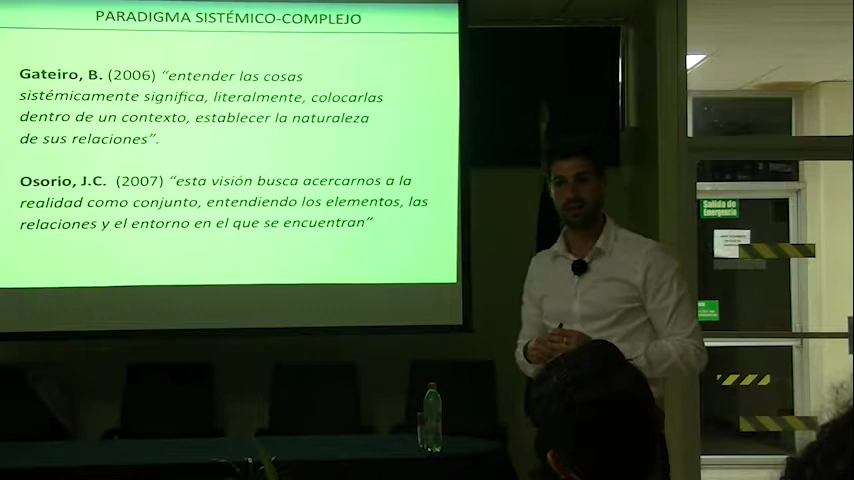 PARADIGMA SISTÉMICO-COMPLEJO
Gateiro, B. (2006) “entender las cosas
sistémicamente significa, literalmente, colocarlas
dentro de un contexto, establecer la naturaleza
de sus relaciones”.
Osorio, J.C. (2007) “esta visión busca acercarnos a la
realidad como conjunto, entendiendo los elementos, las
relaciones y el entorno en el que se encuentran”
Salida de
Emergencia